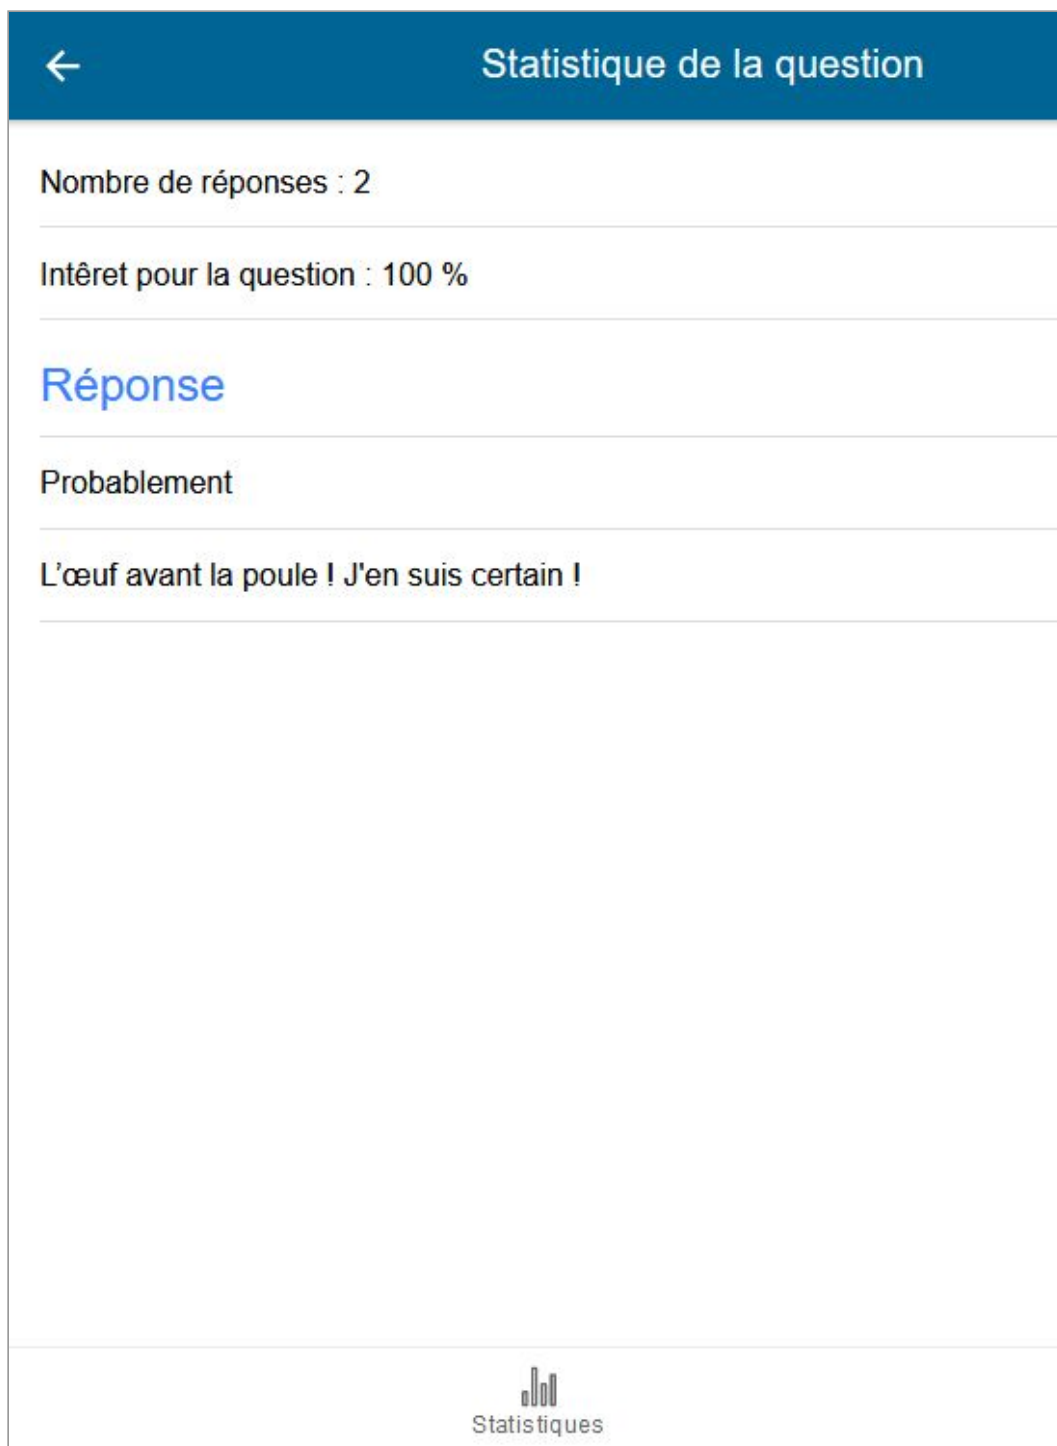 Statistique de la question
Nombre de réponses : 2
Intêret pour la question : 100 %
Réponse
Probablement
L’œuf avant la poule ! J'en suis certain !
Statistiques